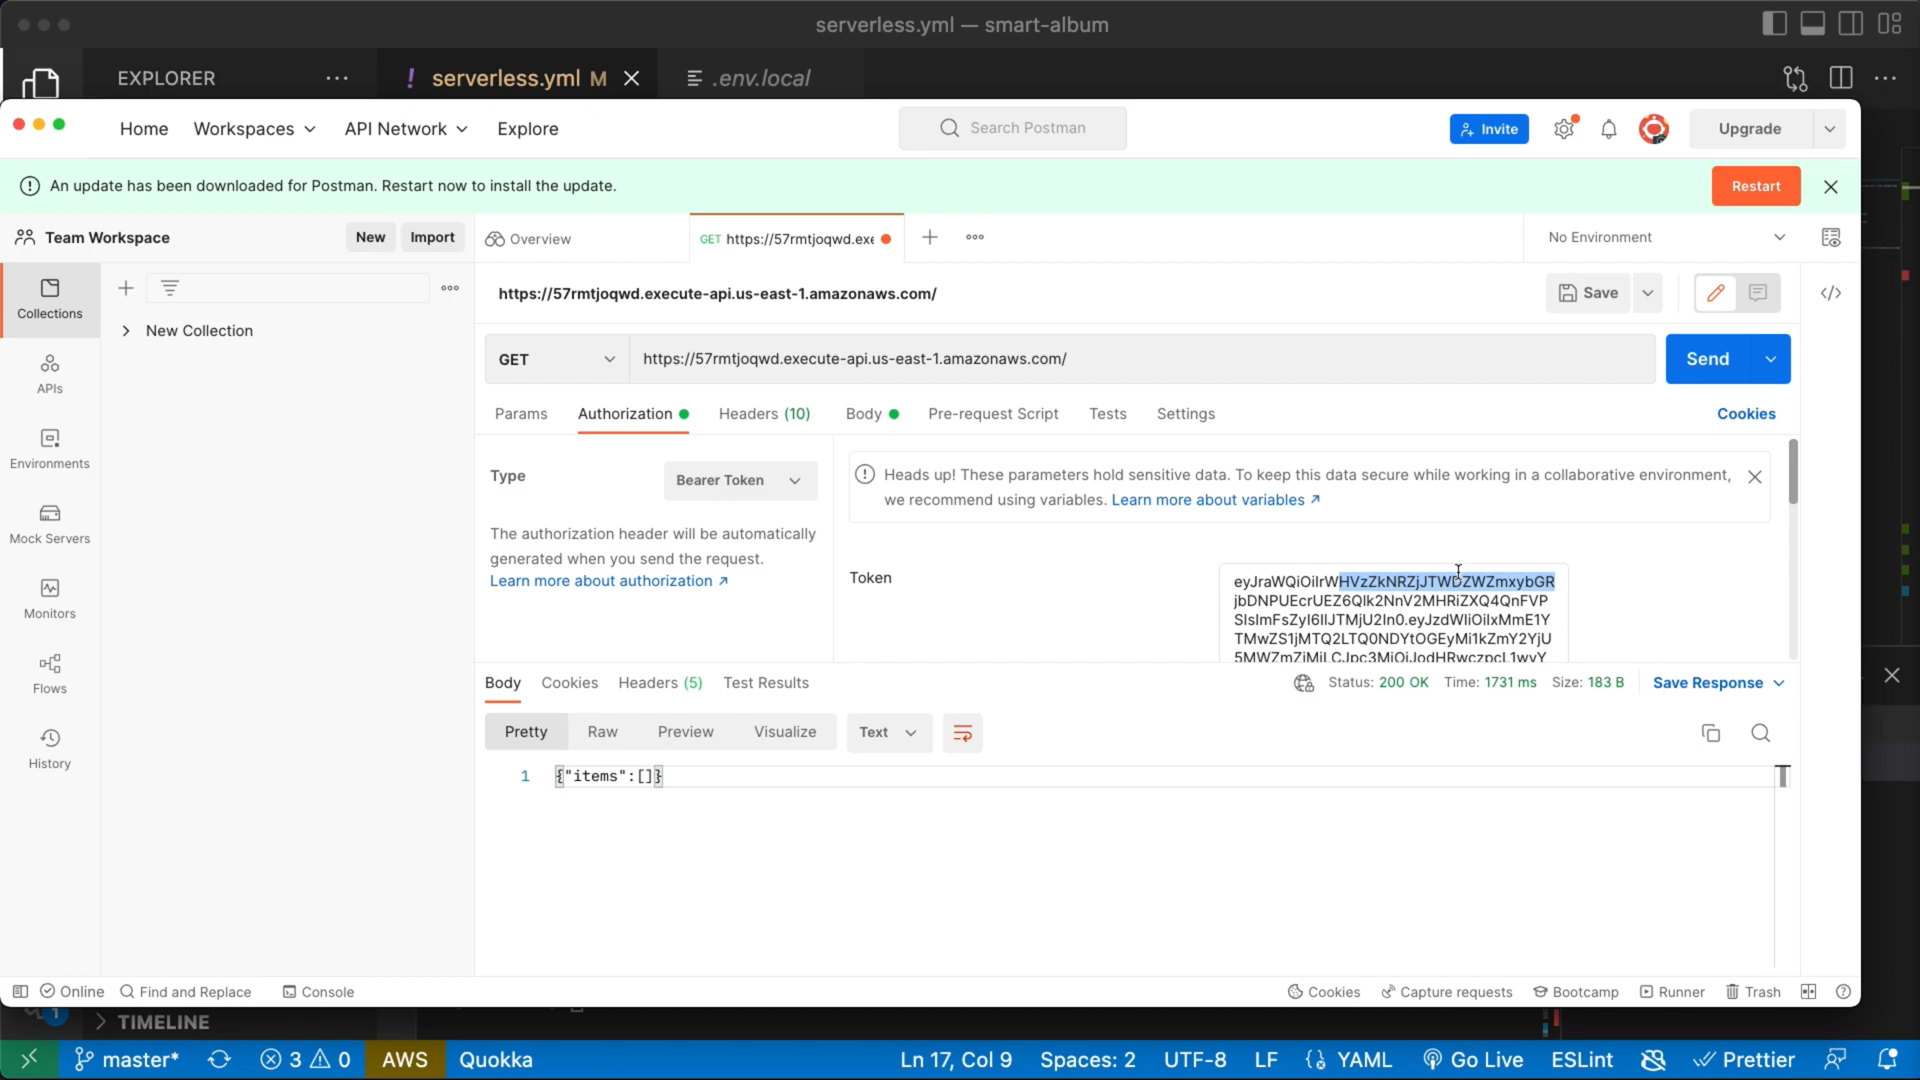 serverless.yml — smart-album
EXPLORER ··· ! serverless.yml M .env.local ···
Home Workspaces API Network Explore Search Postman Invite Upgrade
An update has been downloaded for Postman. Restart now to install the update. Restart
Team Workspace New Import Overview GET https://57rmtjoqwd.exe No Environment
Collections
New Collection
https://57rmtjoqwd.execute-api.us-east-1.amazonaws.com/ Save
GET https://57rmtjoqwd.execute-api.us-east-1.amazonaws.com/ Send
APIs
Params Authorization Headers (10) Body Pre-request Script Tests Settings Cookies
Environments
Type Bearer Token
Heads up! These parameters hold sensitive data. To keep this data secure while working in a collaborative environment,
we recommend using variables. Learn more about variables ↗
Mock Servers
The authorization header will be automatically
generated when you send the request.
Learn more about authorization ↗
Token
eyJraWQiOiIrWHVzZkNRZjJTWDZWZmxybGR
jbDNPUEcrUEZ6Qlk2NnV2MHRiZXQ4QnFVP
SIsImFsZyI6IlJTMjU2In0.eyJzdWIiOiIxMmE1Y
TMwZS1jMTQ2LTQ0NDYtOGEyMi1kZmY2YjU
5MWZmZjMiLCJpc3MiOiJodHRwczpcL1wvY
Monitors
Flows
Body Cookies Headers (5) Test Results Status: 200 OK Time: 1731 ms Size: 183 B Save Response
Pretty Raw Preview Visualize Text
History
1 {"items":[]}
Online Find and Replace Console Cookies Capture requests Bootcamp Runner Trash
1 TIMELINE
master* 3 0 AWS Quokka Ln 17, Col 9 Spaces: 2 UTF-8 LF YAML Go Live ESLint Prettier